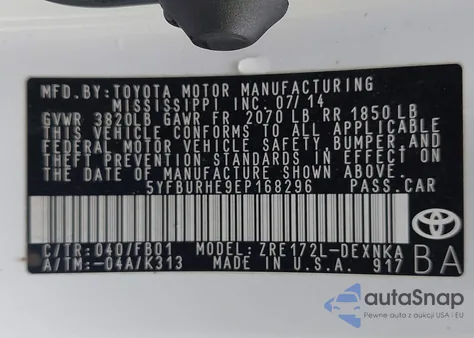 MFD.BY: TOYOTA MOTOR MANUFACTURING
MISSISSIPPI INC. 07/14
GVWR 3820LB GAWR FR 2070 LB RR 1850 LB
THIS VEHICLE CONFORMS TO ALL APPLICABLE
FEDERAL MOTOR VEHICLE SAFETY, BUMPER, AND
THEFT PREVENTION STANDARDS IN EFFECT ON
THE DATE OF MANUFACTURE SHOWN ABOVE.
5YFBURHE9EP168296 PASS.CAR
C/TR: 040/FB01 MODEL: ZRE172L-DEXNKA
A/TM: -04A/K313 MADE IN U.S.A. 917
BA
autoSnap
Pewne auta z aukcji USA - EU